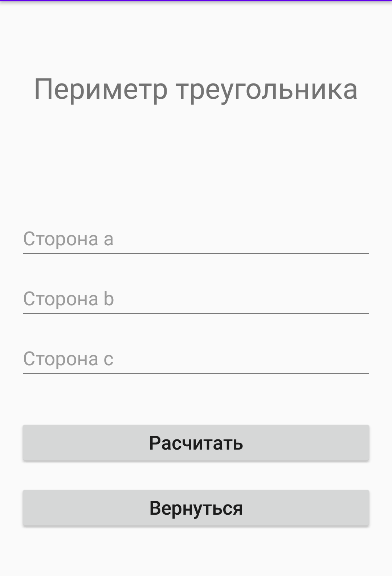 Периметр треугольника
Сторона a
Сторона b
Сторона c
Расчитать
Вернуться